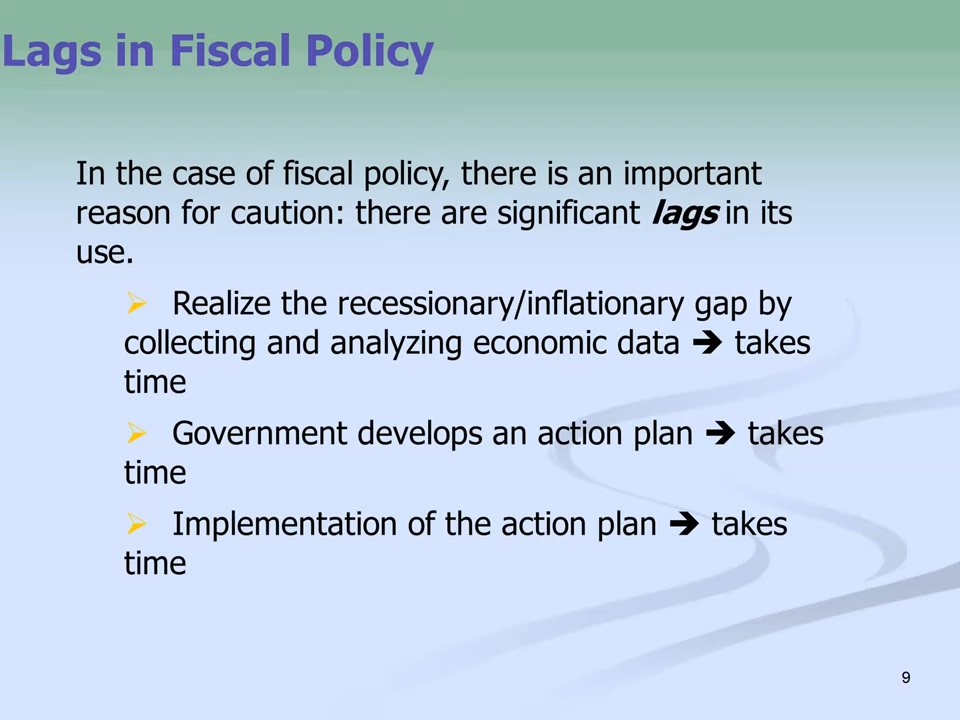 Lags in Fiscal Policy
In the case of fiscal policy, there is an important
reason for caution: there are significant lags in its
use.
➢ Realize the recessionary/inflationary gap by
collecting and analyzing economic data ➔ takes
time
➢ Government develops an action plan ➔ takes
time
➢ Implementation of the action plan ➔ takes
time
9